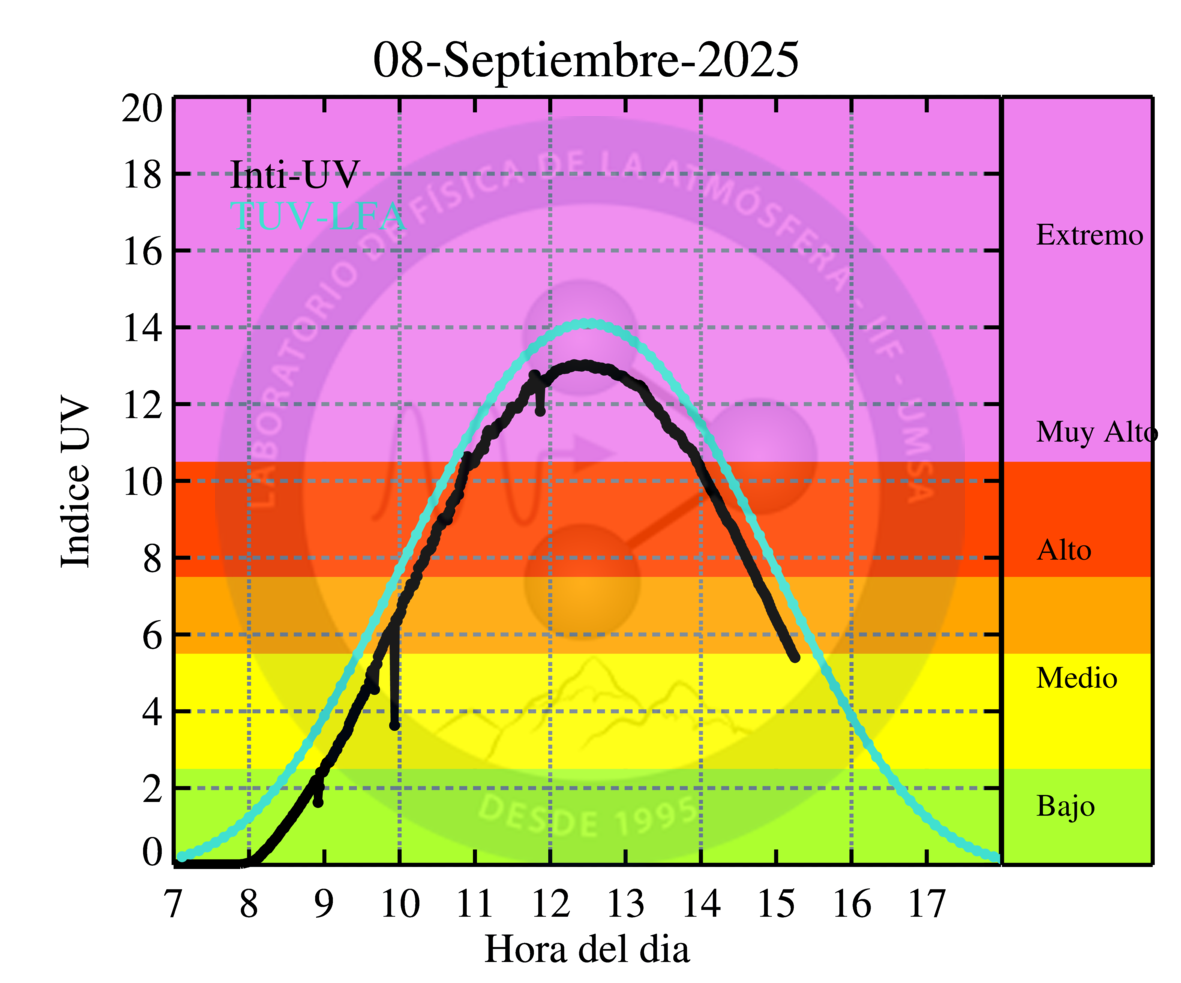 08-Septiembre-2025
Indice UV
20
18
16
14
12
10
8
6
4
2
0
Inti-UV
TUV-LFA
LABORATORIO DE FÍSICA DE LA ATMÓSFERA - IIF - UMSA
DESDE 1995
Extremo
Muy Alto
Alto
Medio
Bajo
7 8 9 10 11 12 13 14 15 16 17
Hora del dia